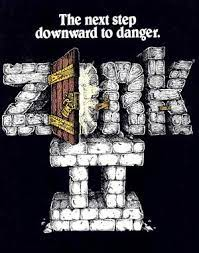 The next step
downward to danger.
ZORK
II